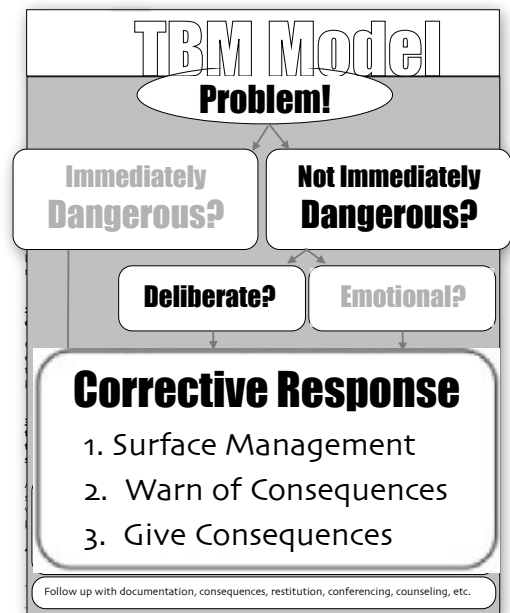 TBM Model
Problem!
Immediately
Dangerous?
Not Immediately
Dangerous?
Deliberate?
Emotional?
Corrective Response
1. Surface Management
2. Warn of Consequences
3. Give Consequences
Follow up with documentation, consequences, restitution, conferencing, counseling, etc.